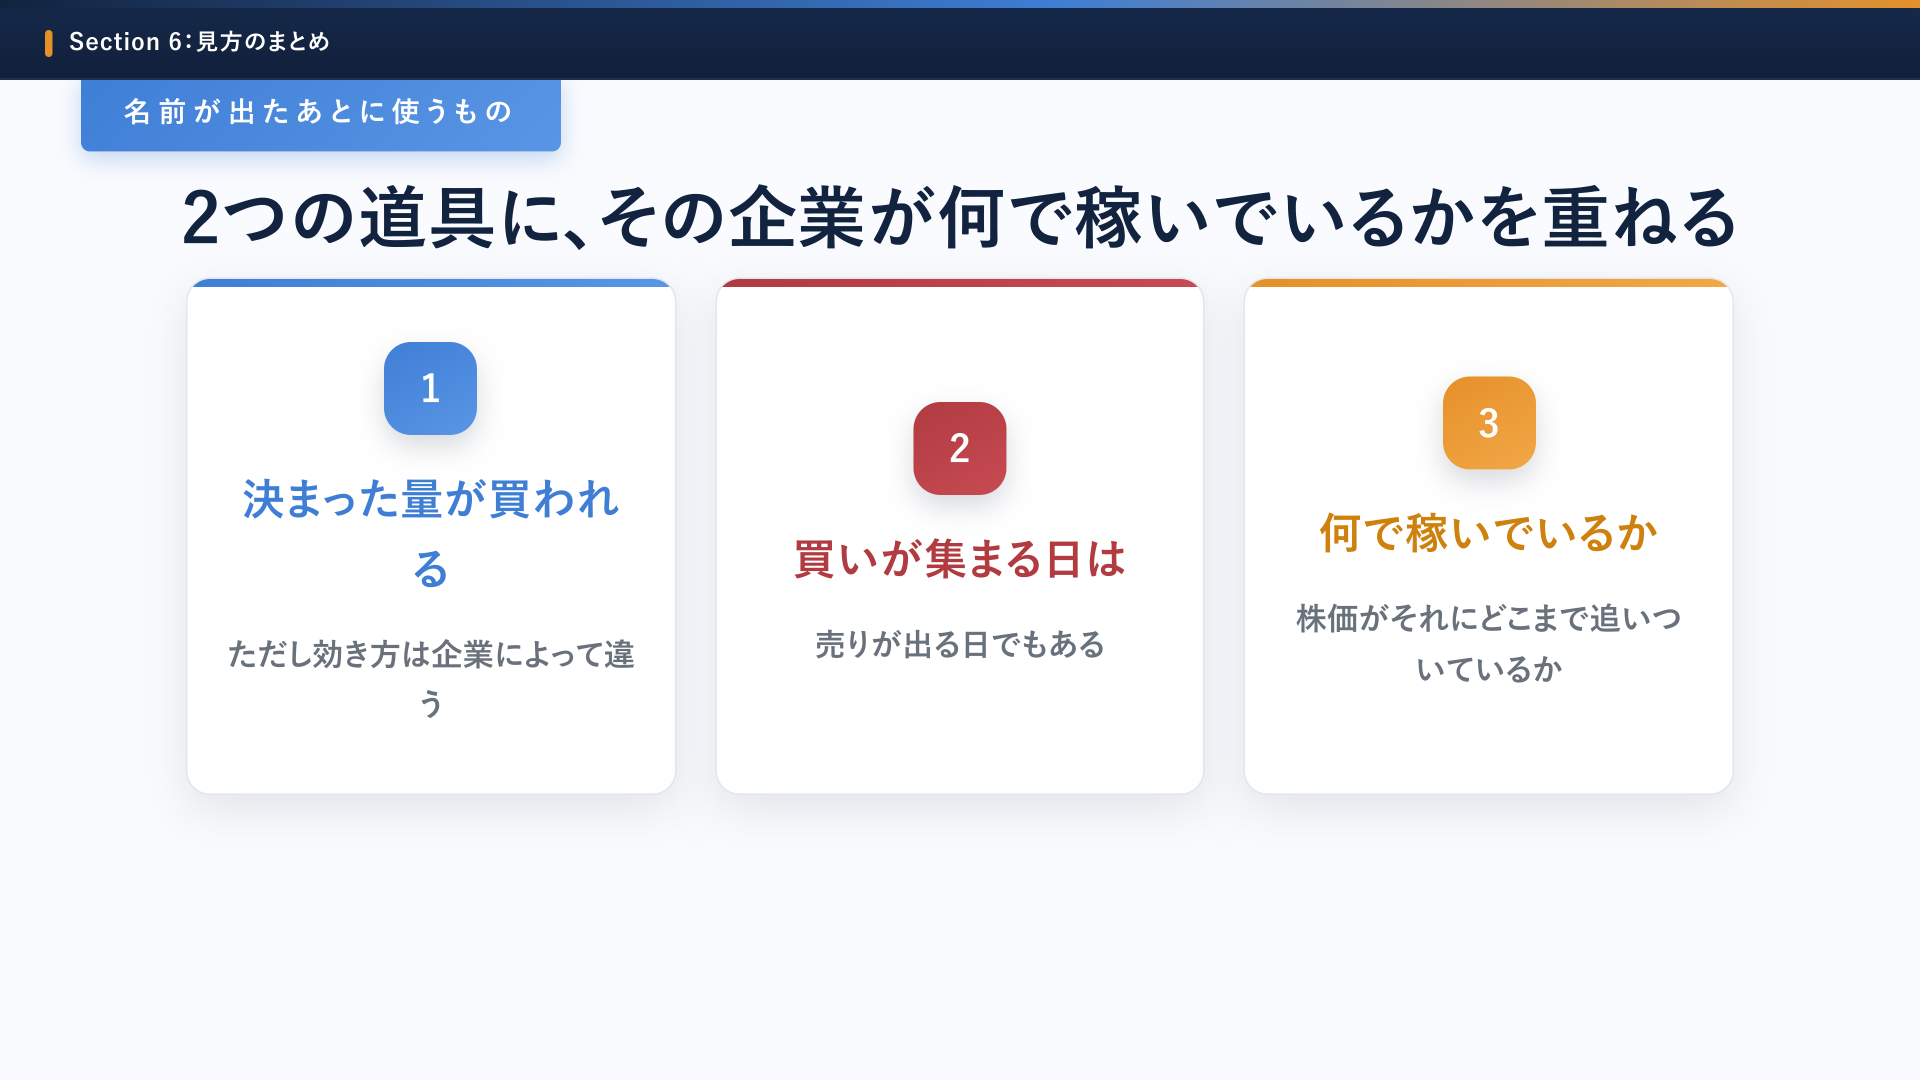 Section 6：見方のまとめ
名前が出たあとに使うもの
2つの道具に、その企業が何で稼いでいるかを重ねる
1
決まった量が買われ
る
ただし効き方は企業によって違
う
2
買いが集まる日は
売りが出る日でもある
3
何で稼いでいるか
株価がそれにどこまで追いつ
いているか